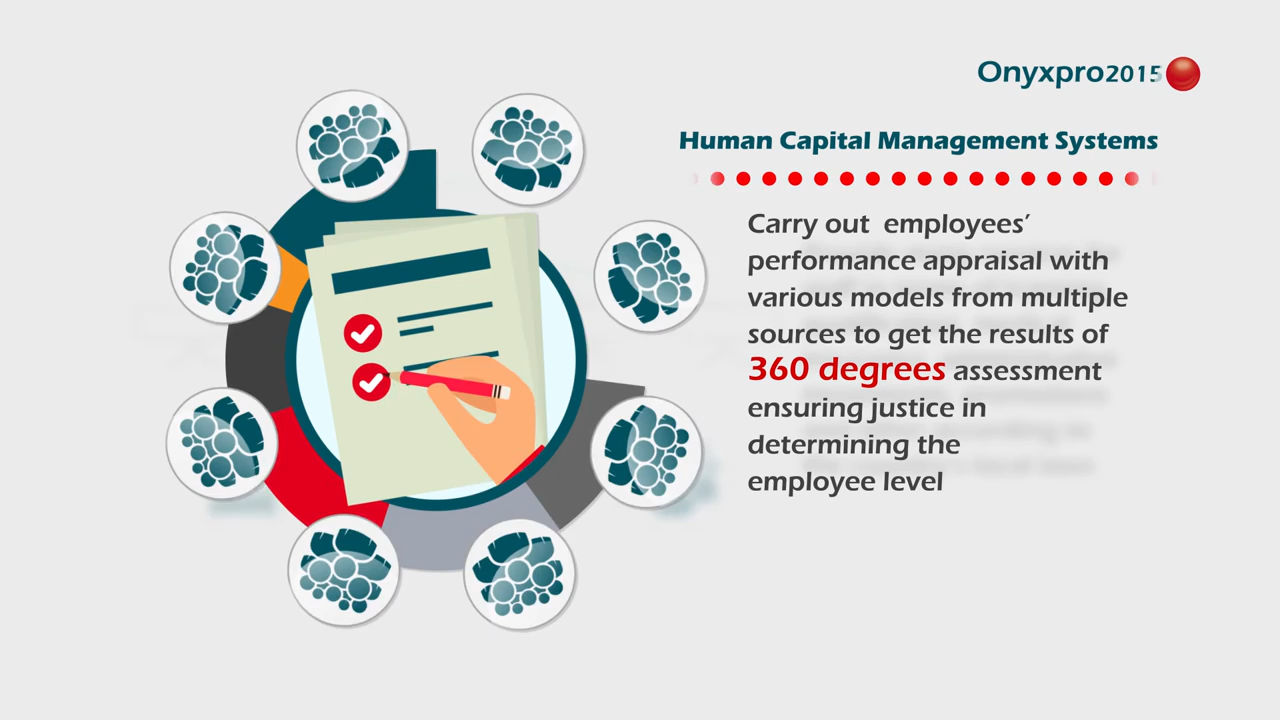 Onyxpro2015
Human Capital Management Systems
Carry out employees’
performance appraisal with
various models from multiple
sources to get the results of
360 degrees assessment
ensuring justice in
determining the
employee level